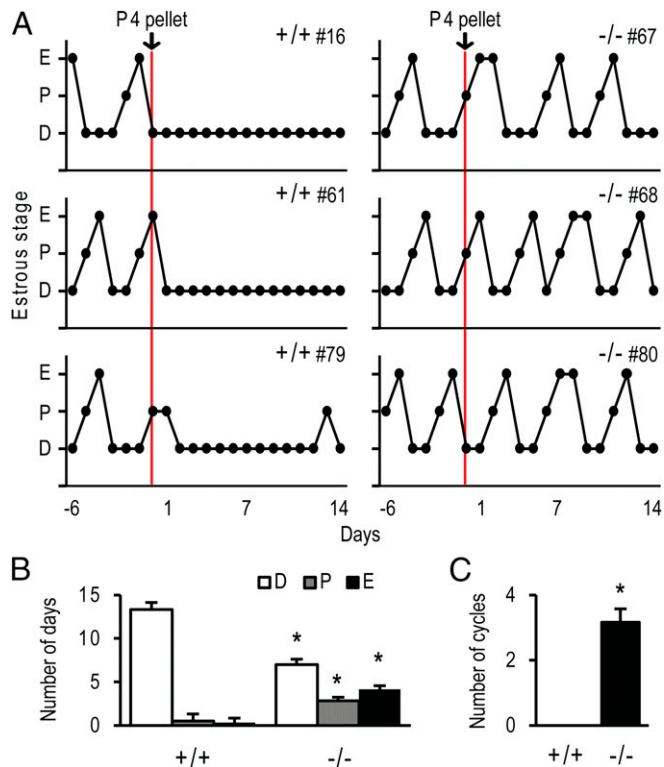 A
P4 pellet
P4 pellet
+/+ #16
-/- #67
E
P
D
+/+ #61
-/- #68
E
P
D
Estrous stage
+/+ #79
-/- #80
E
P
D
-6 1 7 14
-6 1 7 14
Days
B
D P E
15
10
5
0
Number of days
* * *
+/+ -/-
C
4
2
0
Number of cycles
*
+/+ -/-